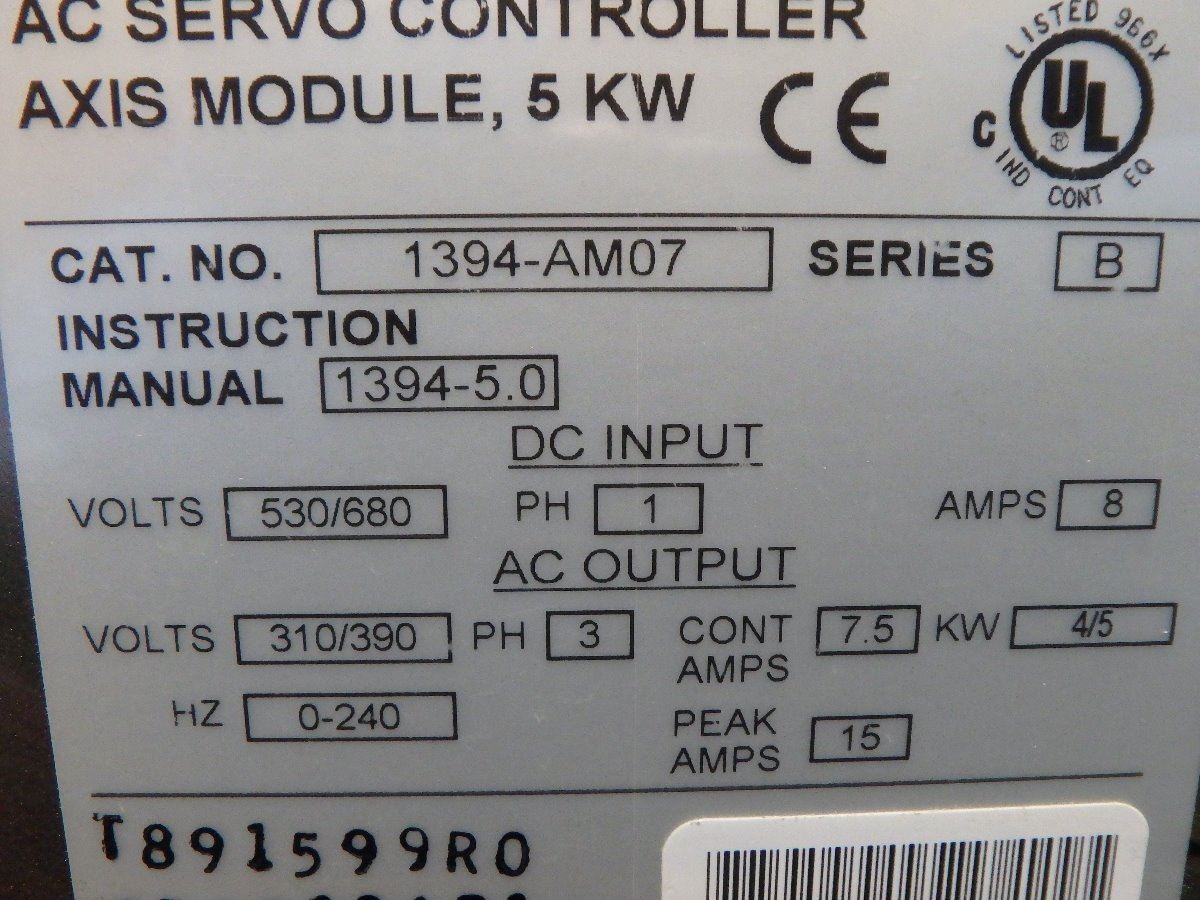 AC SERVO CONTROLLER
AXIS MODULE, 5 KW
CE
LISTED 966X
C UL ®
IND CONT EQ
CAT. NO. 1394-AM07 SERIES B
INSTRUCTION
MANUAL 1394-5.0
DC INPUT
VOLTS 530/680 PH 1 AMPS 8
AC OUTPUT
VOLTS 310/390 PH 3 CONT AMPS 7.5 KW 4/5
HZ 0-240 PEAK AMPS 15
T891599R0